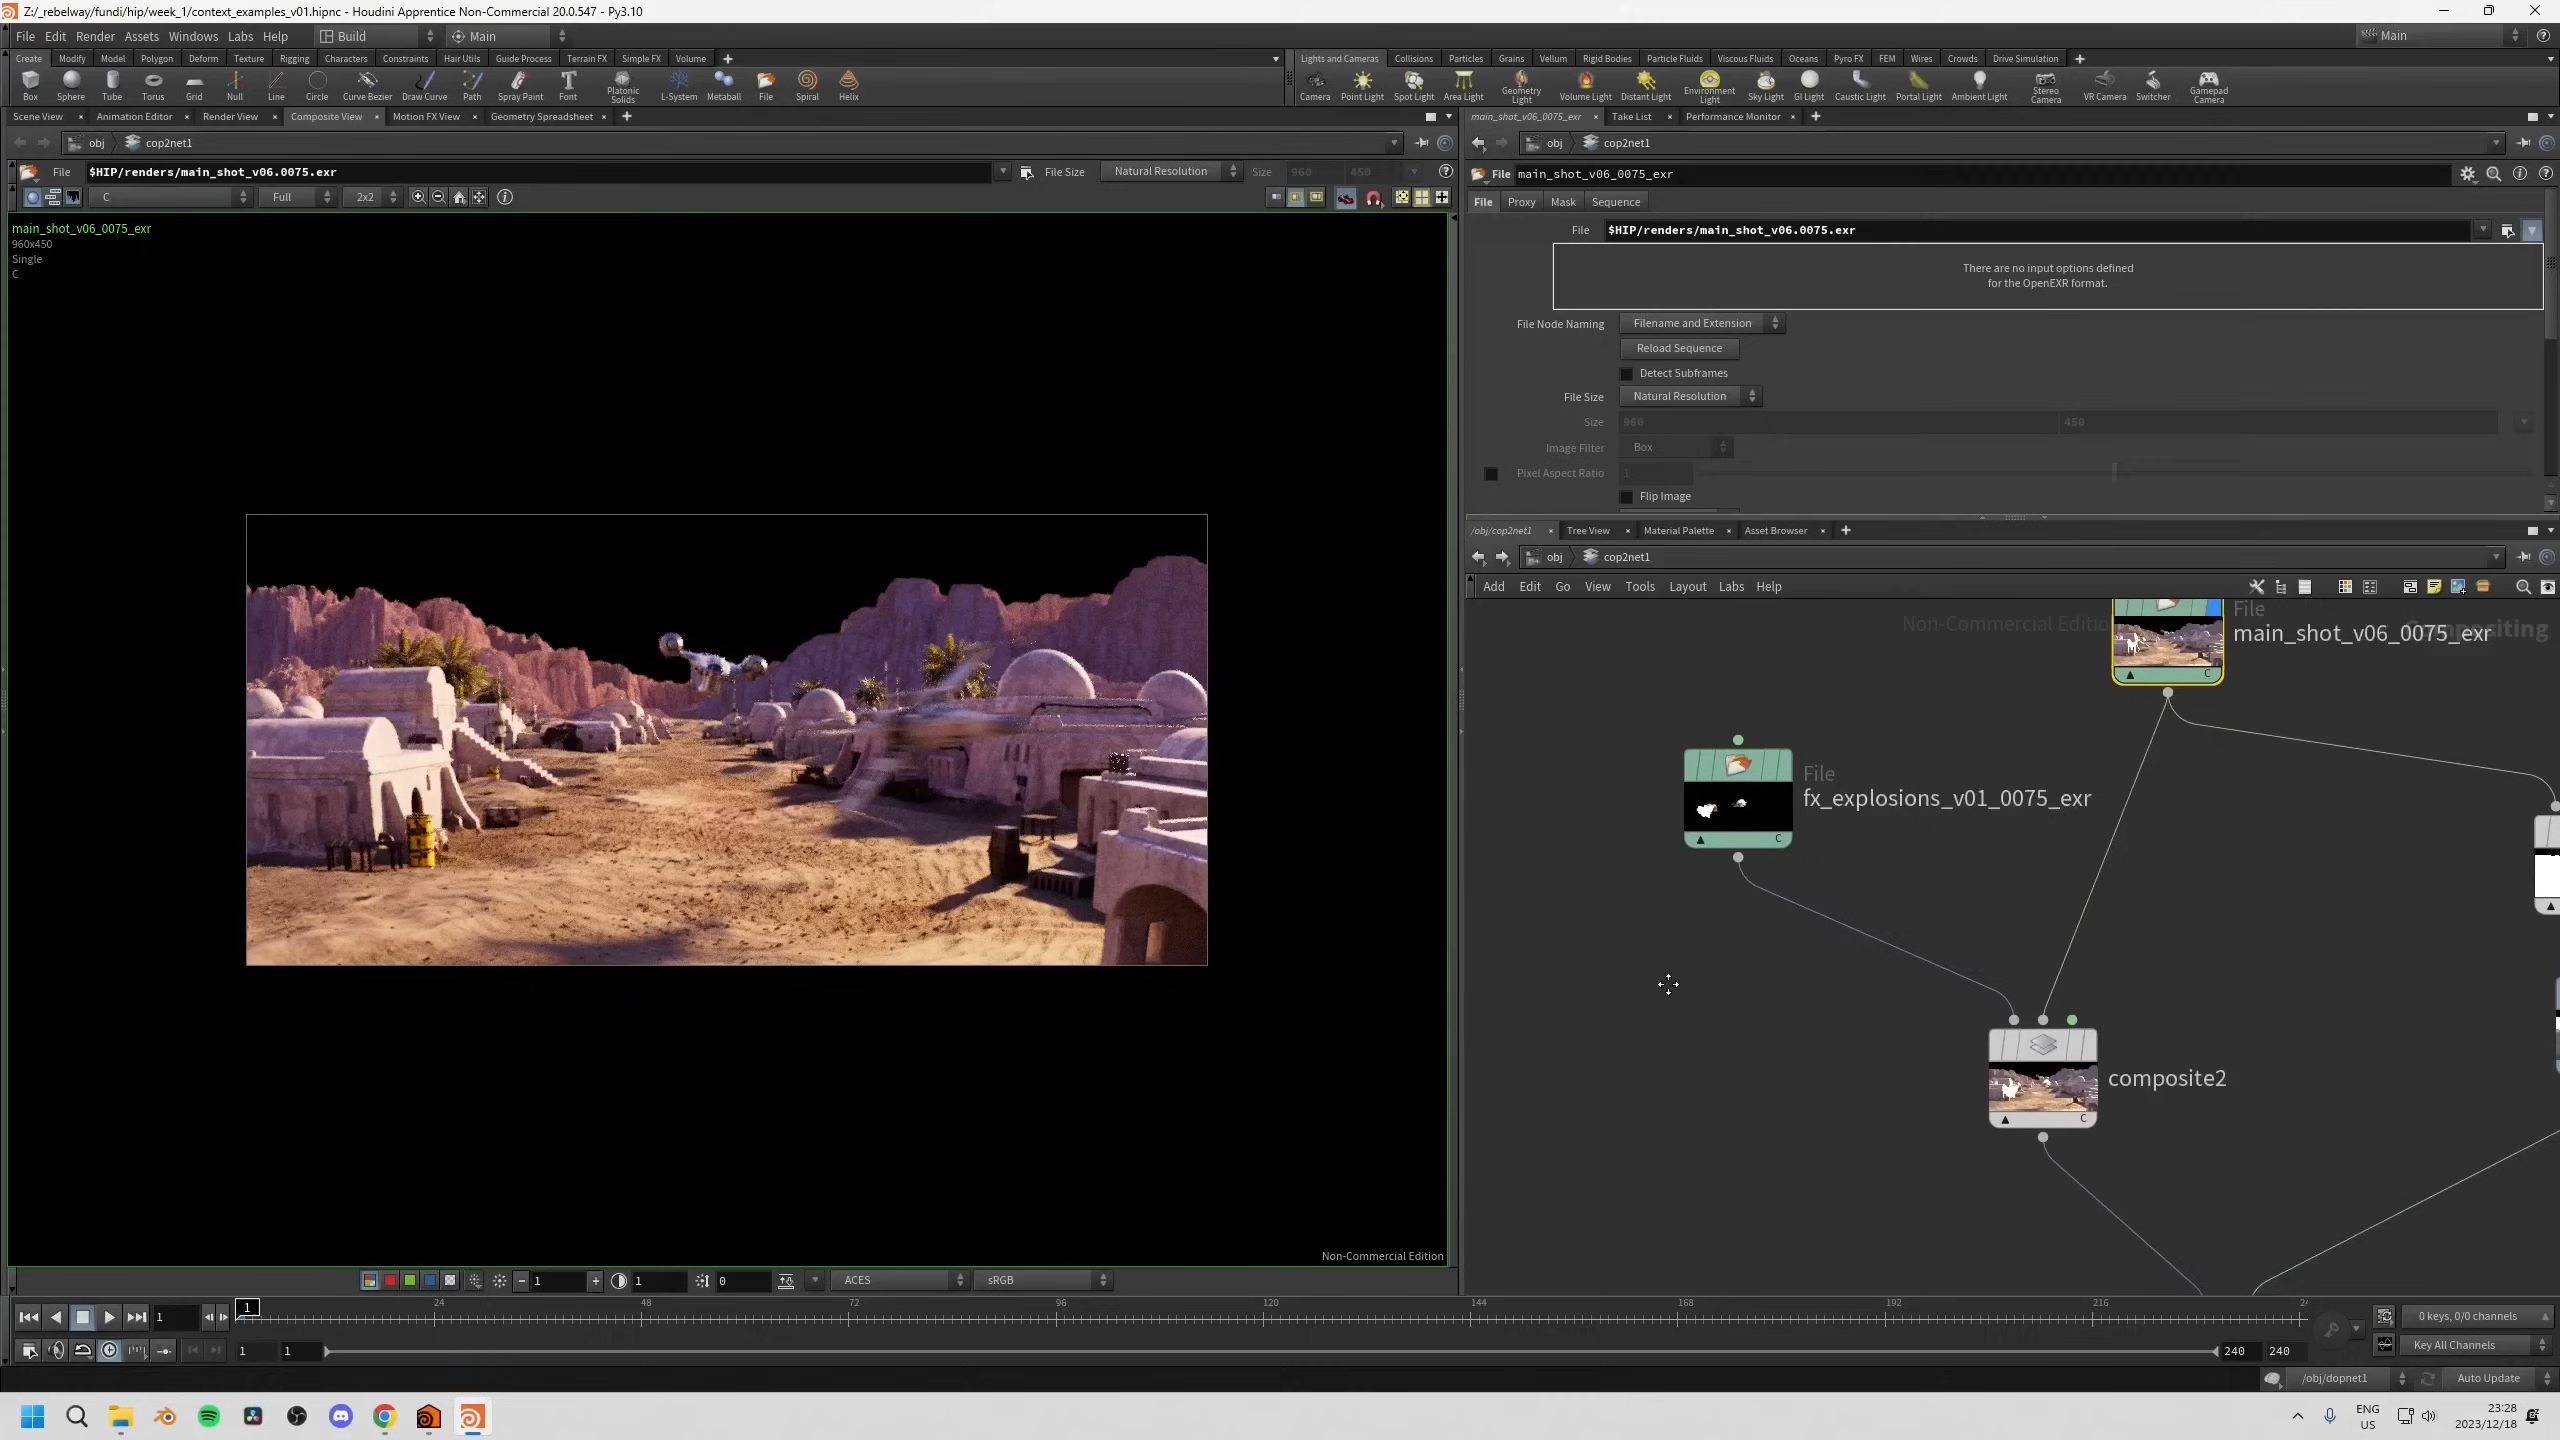 Z:/_rebelway/fundi/hip/week_1/context_examples_v01.hipnc - Houdini Apprentice Non-Commercial 20.0.547 - Py3.10
File Edit Render Assets Windows Labs Help Build Main Main
Create Modify Model Polygon Deform Texture Rigging Characters Constraints Hair Utils Guide Process Terrain FX Simple FX Volume
Lights and Cameras Collisions Particles Grains Vellum Rigid Bodies Particle Fluids Viscous Fluids Oceans Pyro FX FEM Wires Crowds Drive Simulation
Box Sphere Tube Torus Grid Null Line Circle Curve Bezier Draw Curve Path Spray Paint Font Platonic Solids L-System Metaball File Spiral Helix
Camera Point Light Spot Light Area Light Geometry Light Volume Light Distant Light Environment Light Sky Light GI Light Caustic Light Portal Light Ambient Light Stereo Camera VR Camera Switcher Gamepad Camera
Scene View Animation Editor Render View Composite View Motion FX View Geometry Spreadsheet
main_shot_v06_0075_exr Take List Performance Monitor
obj cop2net1
obj cop2net1
File $HIP/renders/main_shot_v06.0075.exr File Size Natural Resolution Size 960 450
File main_shot_v06_0075_exr
C Full 2x2
File Proxy Mask Sequence
main_shot_v06_0075_exr
960x450
Single
C
File $HIP/renders/main_shot_v06.0075.exr
There are no input options defined
for the OpenEXR format.
File Node Naming Filename and Extension
Reload Sequence
Detect Subframes
File Size Natural Resolution
Size 960 450
Image Filter Box
Pixel Aspect Ratio 1
Flip Image
/obj/cop2net1 Tree View Material Palette Asset Browser
obj cop2net1
Add Edit Go View Tools Layout Labs Help
File
Non-Commercial Editio
main_shot_v06_0075_exr
positing
C
File
fx_explosions_v01_0075_exr
C
composite2
C
Non-Commercial Edition
1 1 0 ACES sRGB
1 1 24 48 72 96 120 144 168 192 216 24
0 keys, 0/0 channels
1 1 240 240
Key All Channels
/obj/dopnet1 Auto Update
ENG
US
23:28
2023/12/18